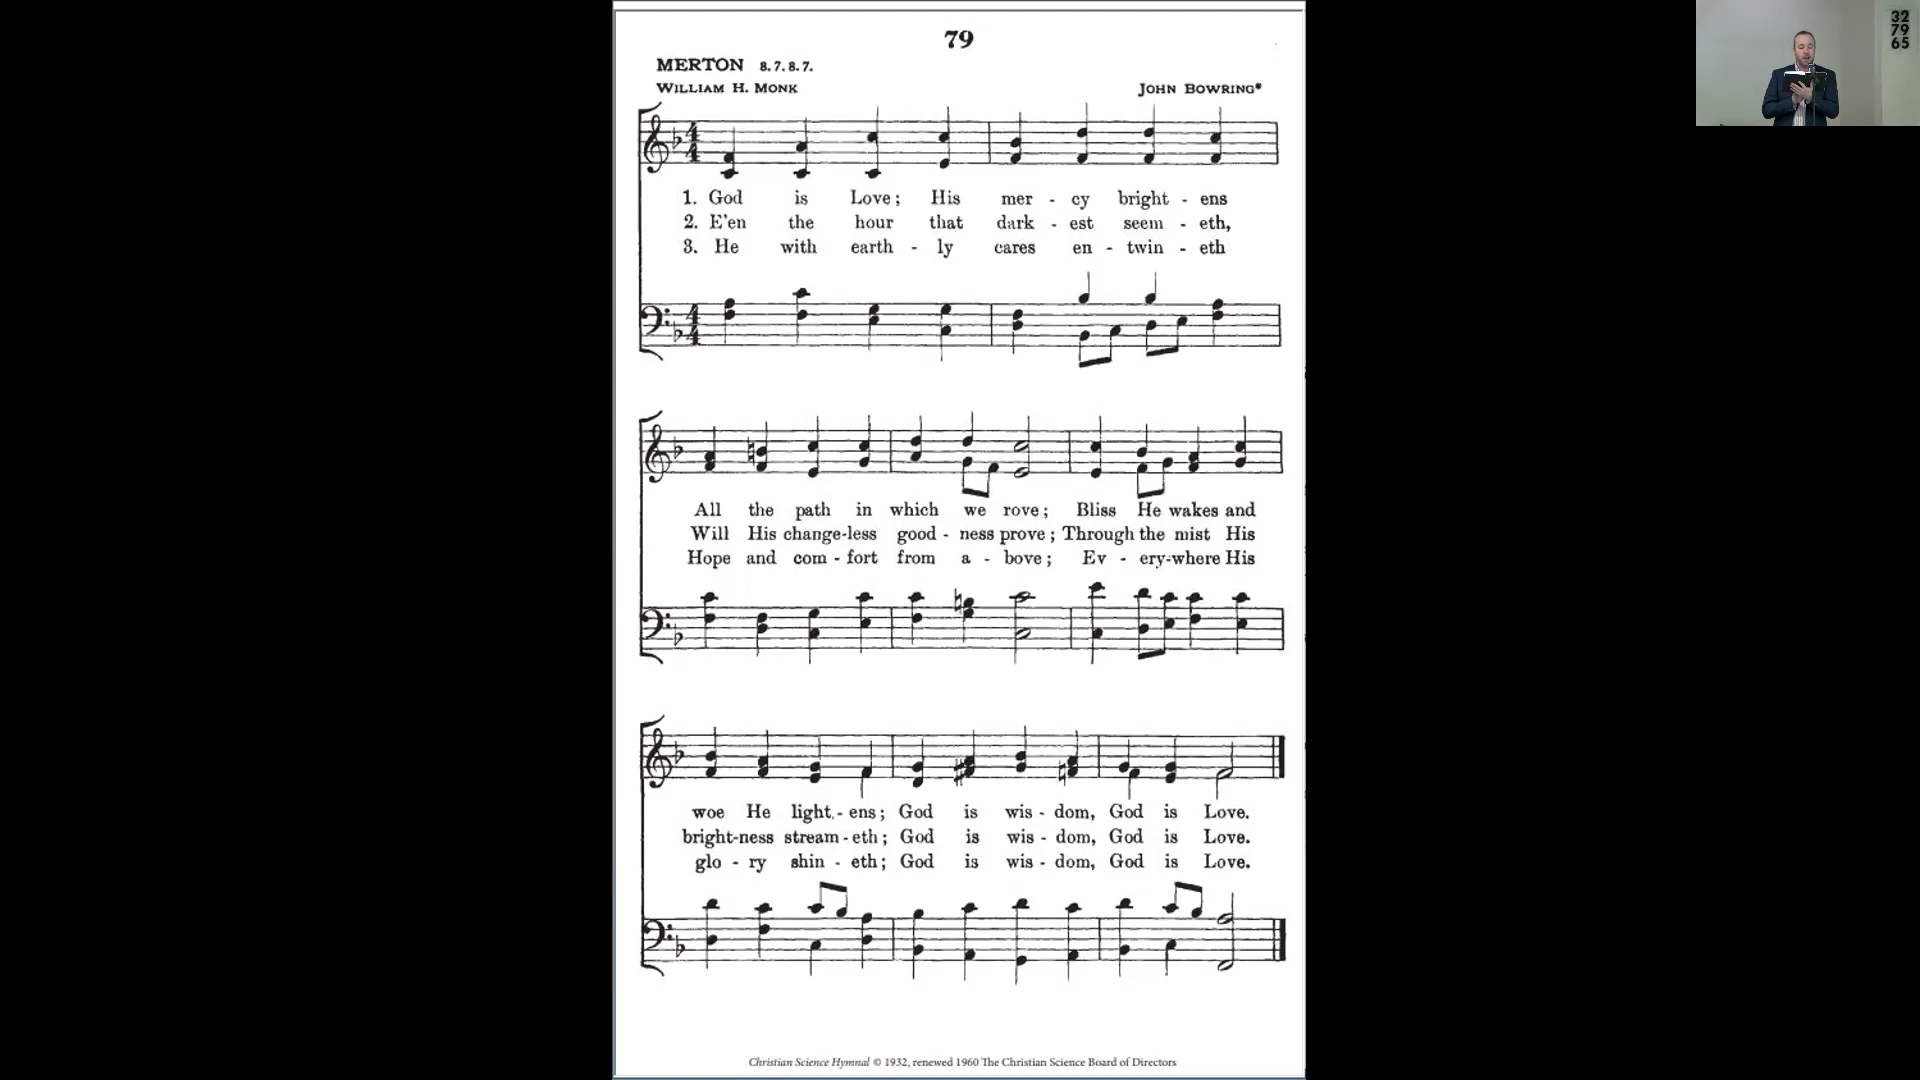 79
MERTON 8. 7. 8. 7.
WILLIAM H. MONK
JOHN BOWRING*
1. God is Love; His mer - cy bright - ens
2. E'en the hour that dark - est seem - eth,
3. He with earth - ly cares en - twin - eth
All the path in which we rove; Bliss He wakes and
Will His change-less good - ness prove; Through the mist His
Hope and com - fort from a - bove; Ev - ery-where His
woe He light - ens; God is wis - dom, God is Love.
bright-ness stream - eth; God is wis - dom, God is Love.
glo - ry shin - eth; God is wis - dom, God is Love.
Christian Science Hymnal © 1932, renewed 1960 The Christian Science Board of Directors
32
79
65